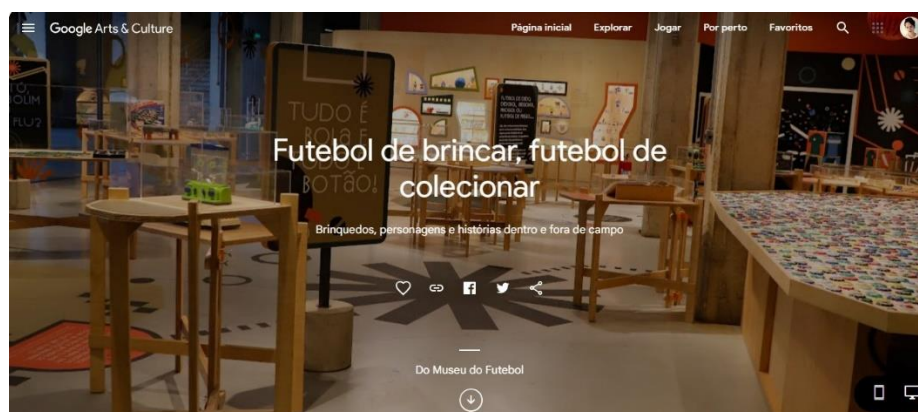 Google Arts & Culture
Página inicial Explorar Jogar Por perto Favoritos
TUDO É
BOLA E
BOTÃO!
Futebol de brincar, futebol de
colecionar
Brinquedos, personagens e histórias dentro e fora de campo
Do Museu do Futebol